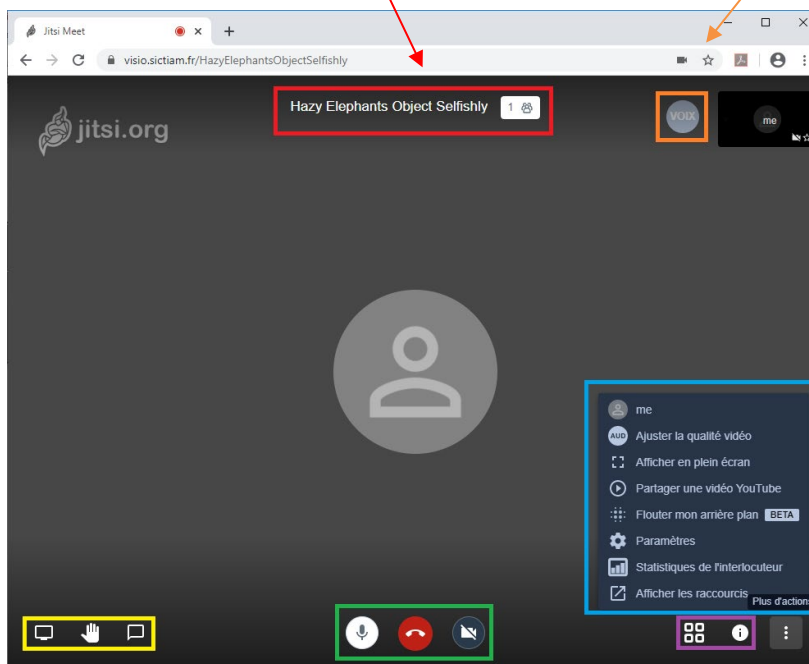 Jitsi Meet
visio.sictiam.fr/HazyElephantsObjectSelfishly
jitsi.org
Hazy Elephants Object Selfishly 1
VOIX
me
me
AUD Ajuster la qualité vidéo
Afficher en plein écran
Partager une vidéo YouTube
Flouter mon arrière plan BETA
Paramètres
Statistiques de l'interlocuteur
Afficher les raccourcis
Plus d'actions